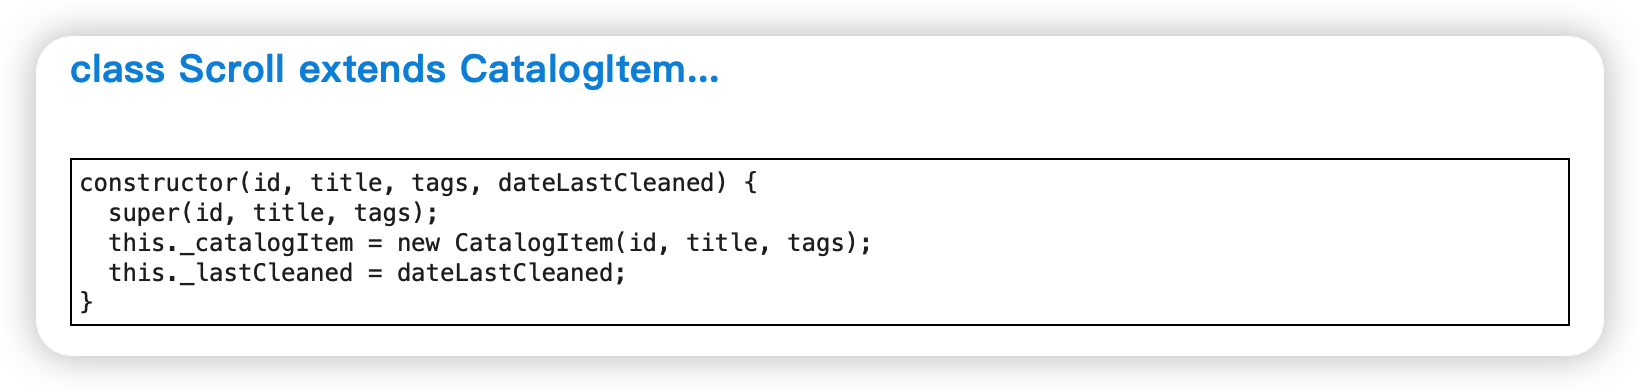 class Scroll extends CatalogItem...
constructor(id, title, tags, dateLastCleaned) {
  super(id, title, tags);
  this._catalogItem = new CatalogItem(id, title, tags);
  this._lastCleaned = dateLastCleaned;
}